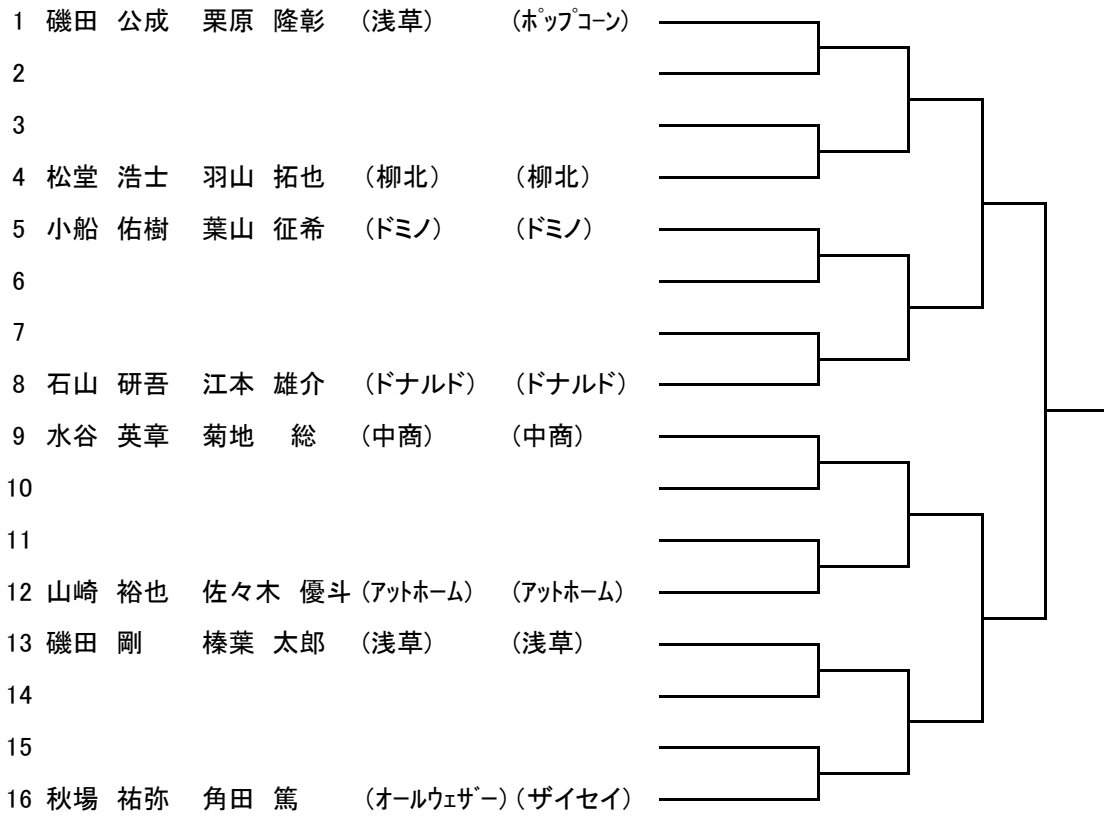 1 磯田 公成 栗原 隆彰 (浅草) (ﾎﾟｯﾌﾟｺｰﾝ)
2
3
4 松堂 浩士 羽山 拓也 (柳北) (柳北)
5 小船 佑樹 葉山 征希 (ドミノ) (ドミノ)
6
7
8 石山 研吾 江本 雄介 (ドナルド) (ドナルド)
9 水谷 英章 菊地 総 (中商) (中商)
10
11
12 山崎 裕也 佐々木 優斗 (ｱｯﾄﾎｰﾑ) (ｱｯﾄﾎｰﾑ)
13 磯田 剛 榛葉 太郎 (浅草) (浅草)
14
15
16 秋場 祐弥 角田 篤 (ｵｰﾙｳｪｻﾞｰ) (ザイセイ)